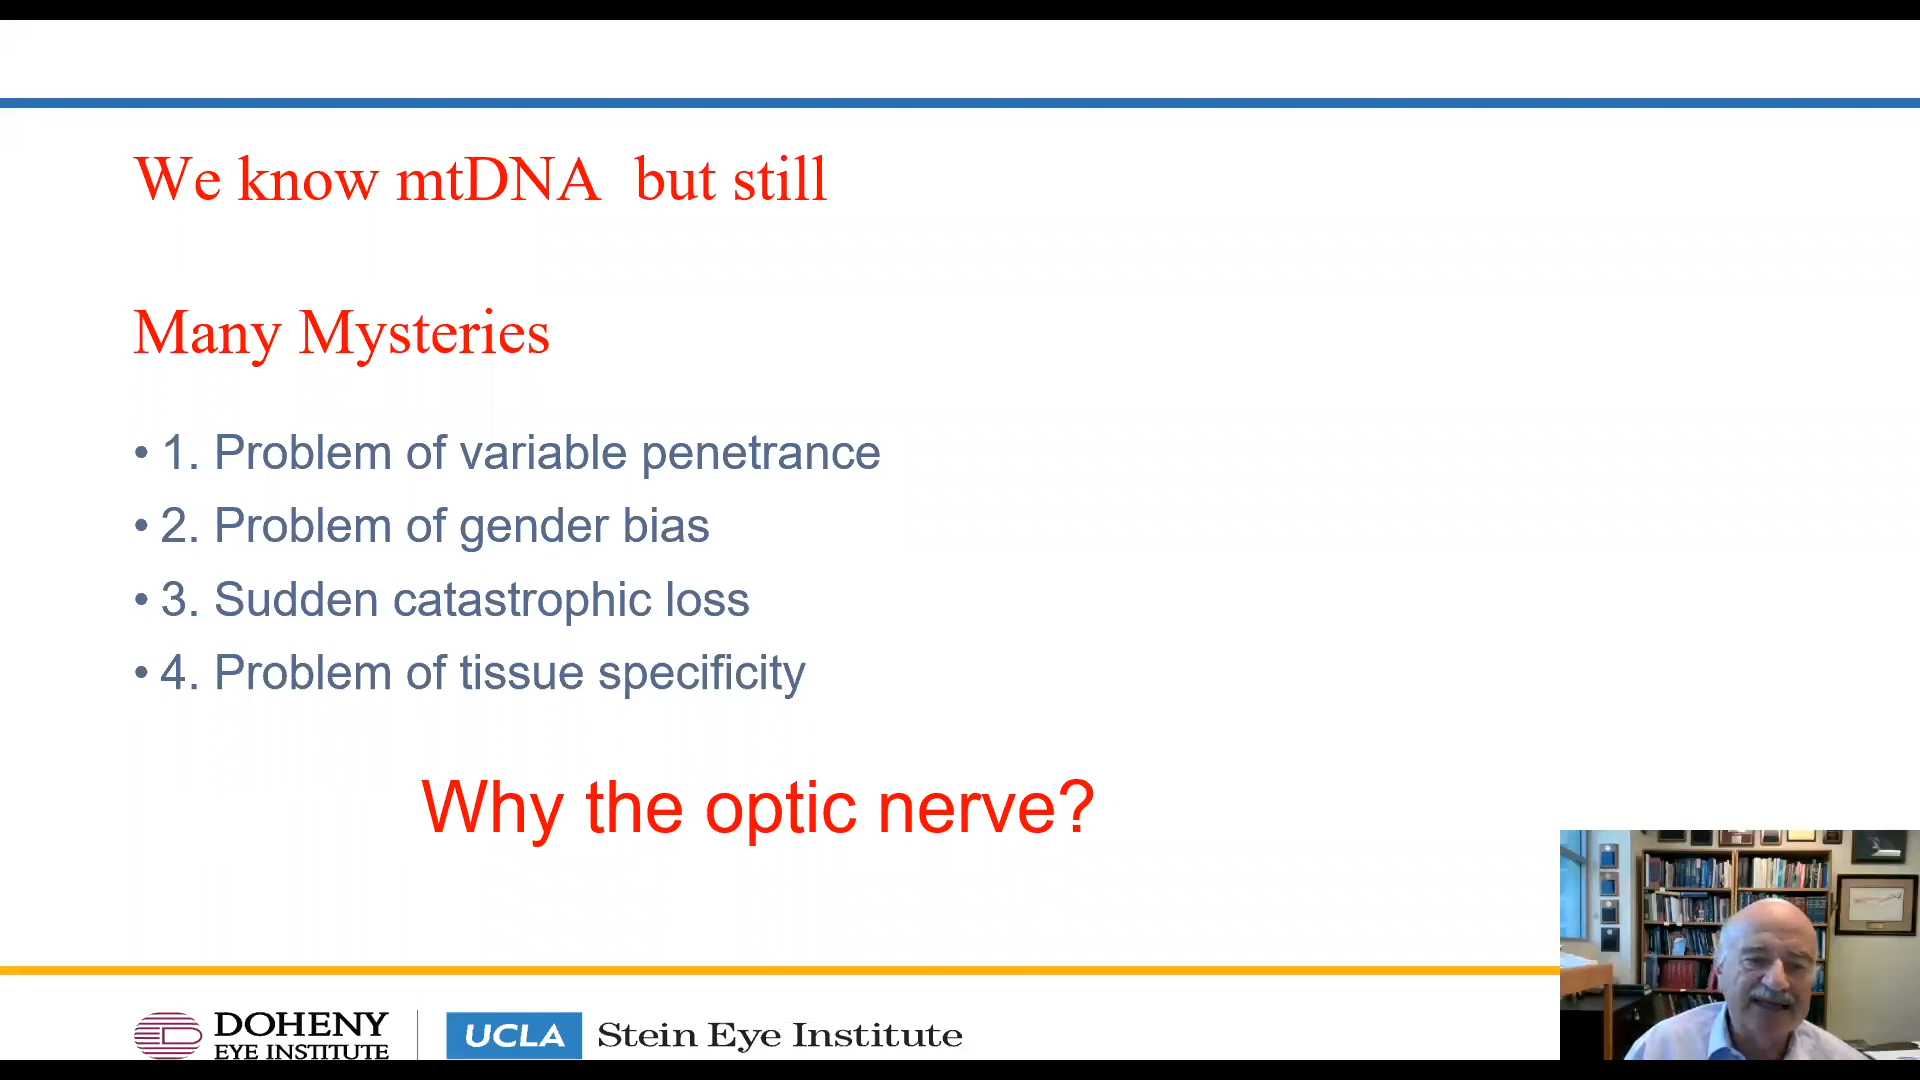 We know mtDNA but still
Many Mysteries
• 1. Problem of variable penetrance
• 2. Problem of gender bias
• 3. Sudden catastrophic loss
• 4. Problem of tissue specificity
Why the optic nerve?
DOHENY
EYE INSTITUTE
UCLA Stein Eye Institute